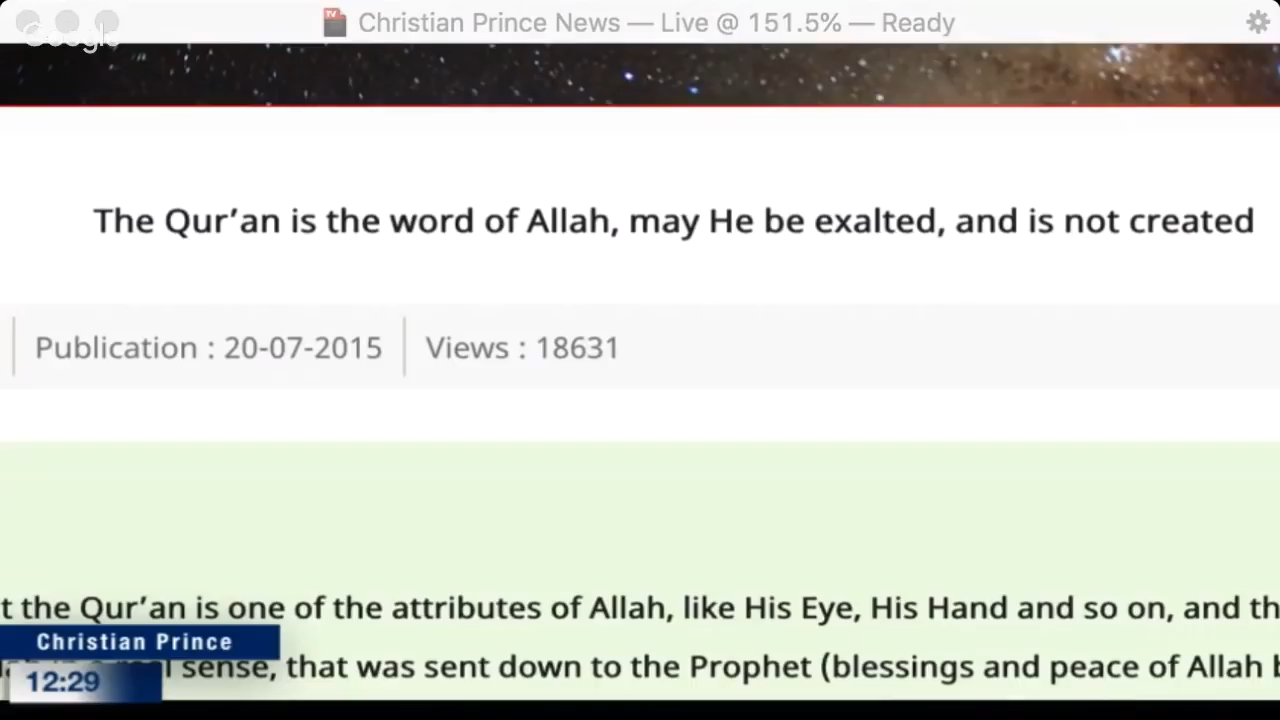 Christian Prince News — Live @ 151.5% — Ready
Google
The Qur’an is the word of Allah, may He be exalted, and is not created
Publication : 20-07-2015
Views : 18631
t the Qur’an is one of the attributes of Allah, like His Eye, His Hand and so on, and th
Christian Prince
sense, that was sent down to the Prophet (blessings and peace of Allah b
12:29